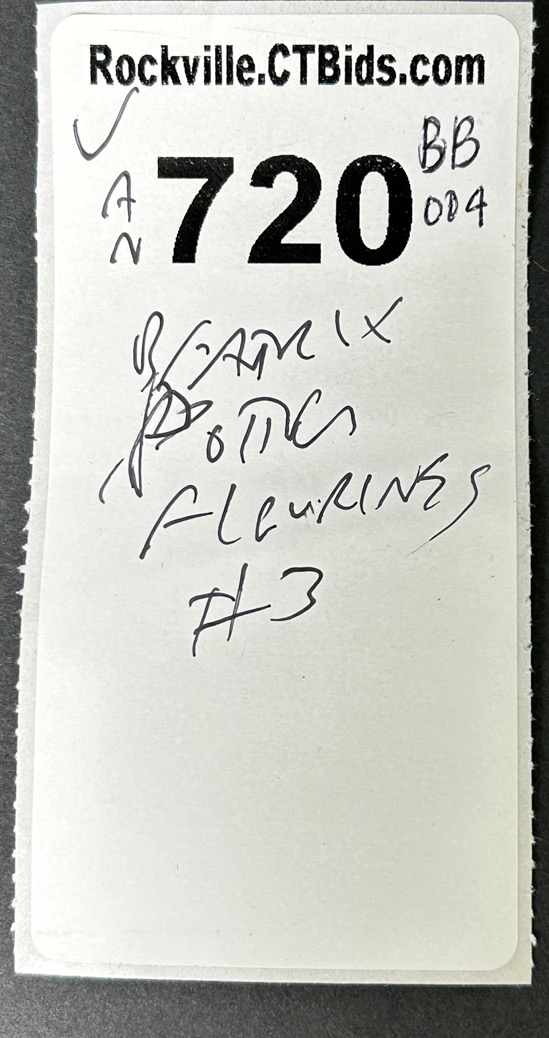 Rockville.CTBids.com
A
N
720
BB
004
BEATRIX
POTTER
FIGURINES
#3